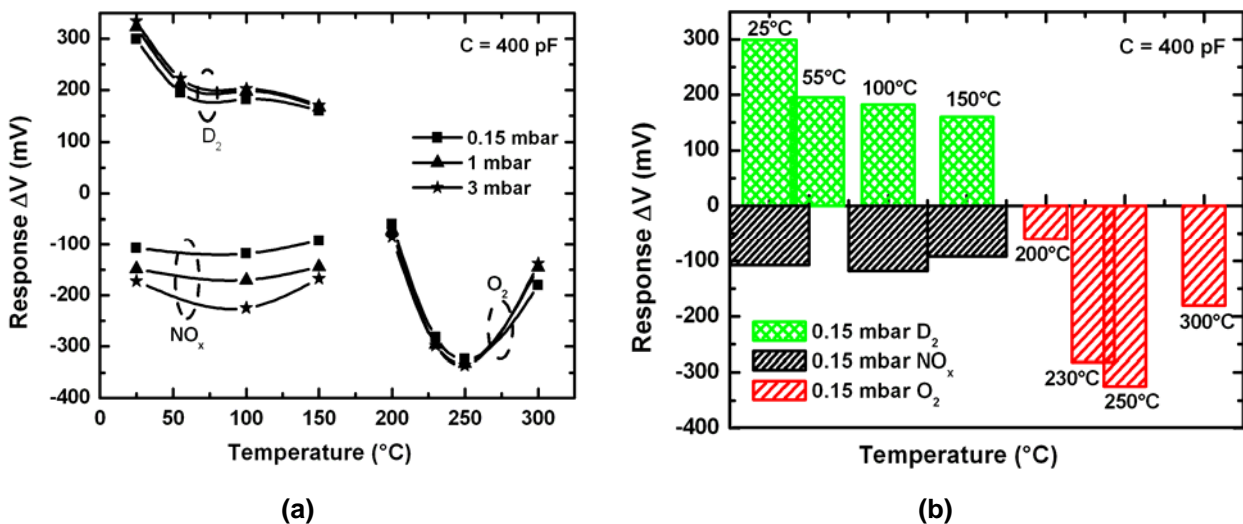 300
200
100
0
-100
-200
-300
-400
Response ΔV (mV)
C = 400 pF
D₂
0.15 mbar
1 mbar
3 mbar
NOₓ
O₂
0 50 100 150 200 250 300
Temperature (°C)
(a)
300
200
100
0
-100
-200
-300
-400
Response ΔV (mV)
25°C
C = 400 pF
55°C
100°C
150°C
200°C
0.15 mbar D₂
0.15 mbar NOₓ
0.15 mbar O₂
300°C
230°C
250°C
Temperature (°C)
(b)